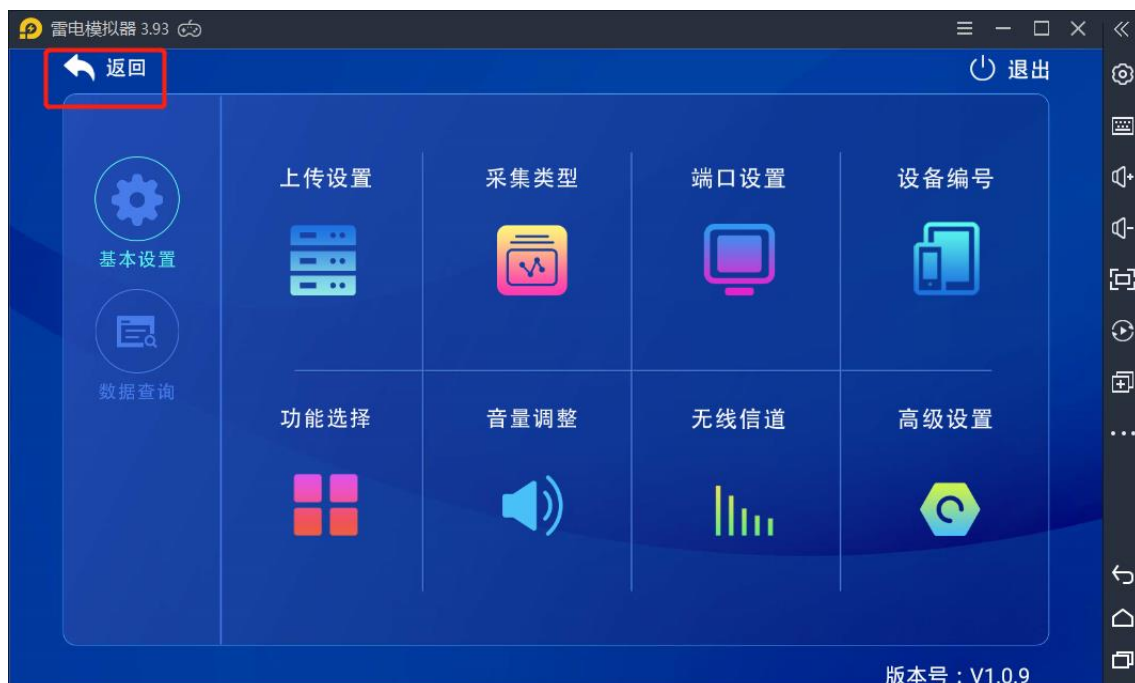 雷电模拟器 3.93
返回
退出
上传设置
采集类型
端口设置
设备编号
基本设置
数据查询
功能选择
音量调整
无线信道
高级设置
版本号：V1.0.9